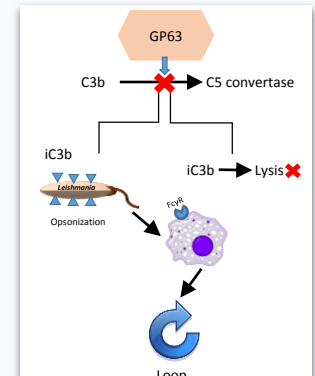 GP63
C3b
C5 convertase
iC3b
iC3b
Lysis
Leishmania
Opsonization
FcγR
Loop